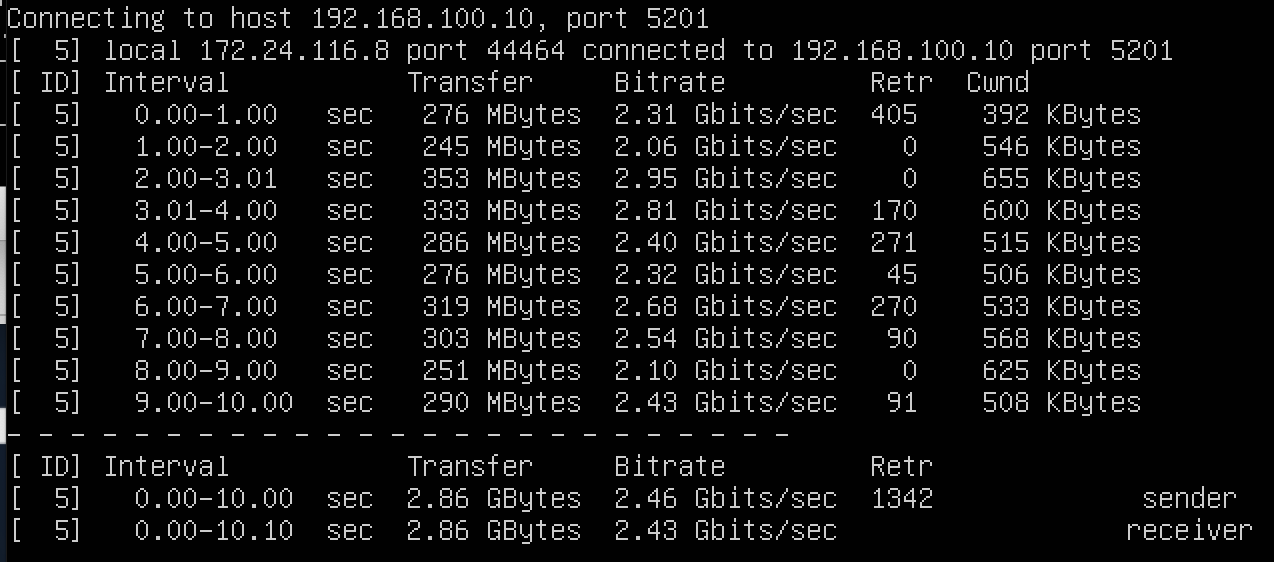 Connecting to host 192.168.100.10, port 5201
[  5] local 172.24.116.8 port 44464 connected to 192.168.100.10 port 5201
[ ID] Interval           Transfer     Bitrate         Retr  Cwnd
[  5]   0.00-1.00   sec   276 MBytes  2.31 Gbits/sec  405    392 KBytes
[  5]   1.00-2.00   sec   245 MBytes  2.06 Gbits/sec    0    546 KBytes
[  5]   2.00-3.01   sec   353 MBytes  2.95 Gbits/sec    0    655 KBytes
[  5]   3.01-4.00   sec   333 MBytes  2.81 Gbits/sec  170    600 KBytes
[  5]   4.00-5.00   sec   286 MBytes  2.40 Gbits/sec  271    515 KBytes
[  5]   5.00-6.00   sec   276 MBytes  2.32 Gbits/sec   45    506 KBytes
[  5]   6.00-7.00   sec   319 MBytes  2.68 Gbits/sec  270    533 KBytes
[  5]   7.00-8.00   sec   303 MBytes  2.54 Gbits/sec   90    568 KBytes
[  5]   8.00-9.00   sec   251 MBytes  2.10 Gbits/sec    0    625 KBytes
[  5]   9.00-10.00  sec   290 MBytes  2.43 Gbits/sec   91    508 KBytes
- - - - - - - - - - - - - - - - - - - - - - - - -
[ ID] Interval           Transfer     Bitrate         Retr
[  5]   0.00-10.00  sec  2.86 GBytes  2.46 Gbits/sec  1342             sender
[  5]   0.00-10.10  sec  2.86 GBytes  2.43 Gbits/sec                  receiver